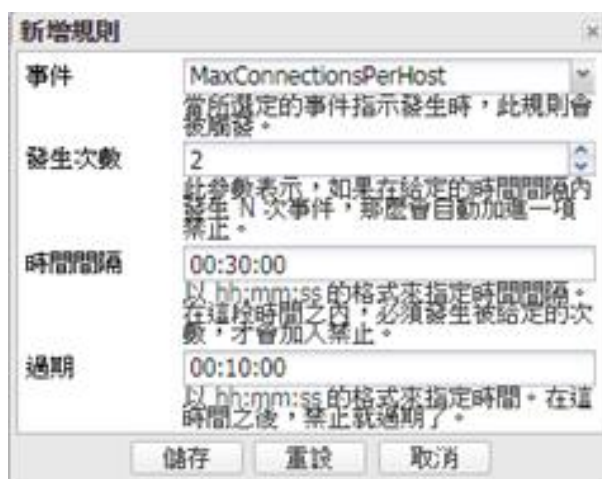 新增規則
事件
MaxConnectionsPerHost
當所選定的事件指示發生時，此規則會
被觸發。
發生次數
2
此參數表示，如果在給定的時間間隔內
發生 N 次事件，那麼會自動加進一項
禁止。
時間間隔
00:30:00
以 hh:mm:ss 的格式來指定時間間隔。
在這段時間之內，必須發生被給定的次
數，才會加入禁止。
過期
00:10:00
以 hh:mm:ss 的格式來指定時間。在這
時間之後，禁止就過期了。
儲存
重設
取消